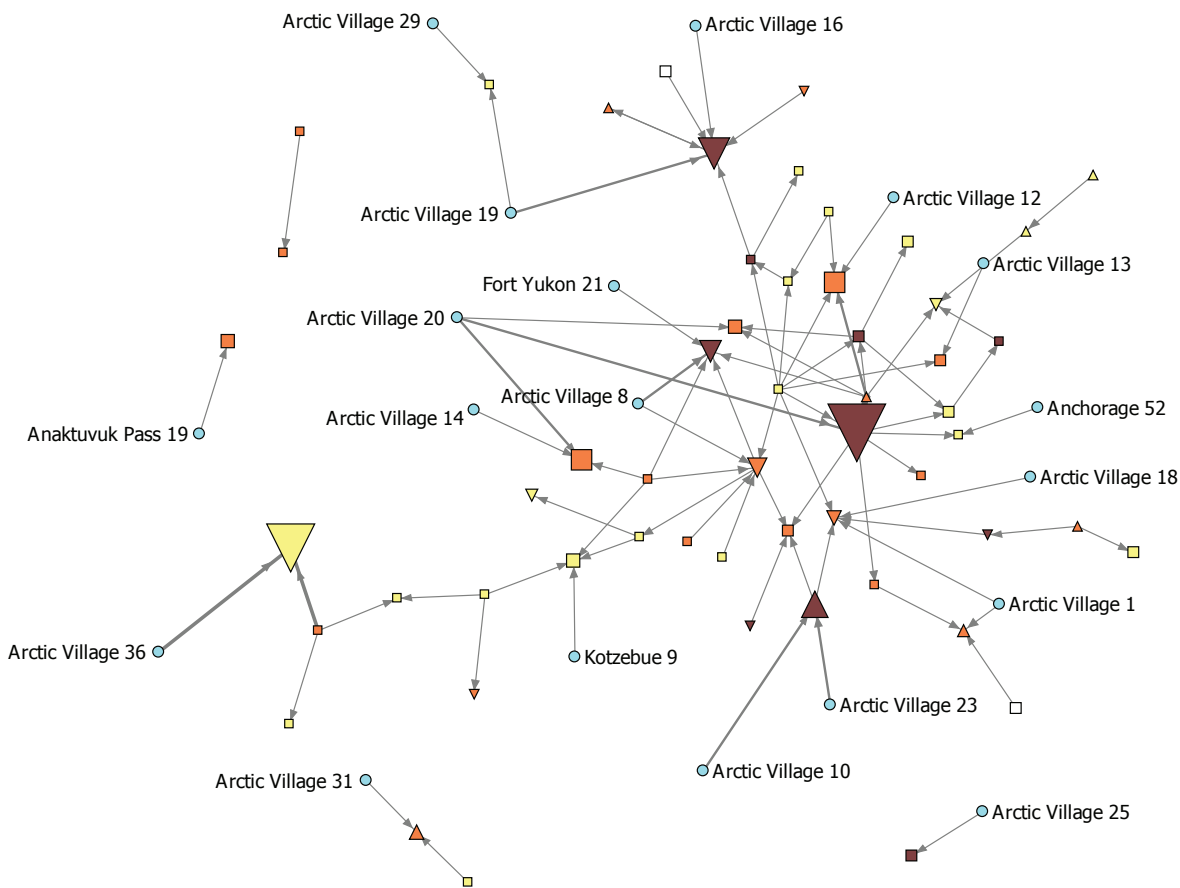 Arctic Village 29
Arctic Village 16
Arctic Village 12
Arctic Village 19
Arctic Village 13
Fort Yukon 21
Arctic Village 20
Arctic Village 8
Anchorage 52
Arctic Village 14
Anaktuvuk Pass 19
Arctic Village 18
Arctic Village 1
Arctic Village 36
Kotzebue 9
Arctic Village 23
Arctic Village 10
Arctic Village 31
Arctic Village 25